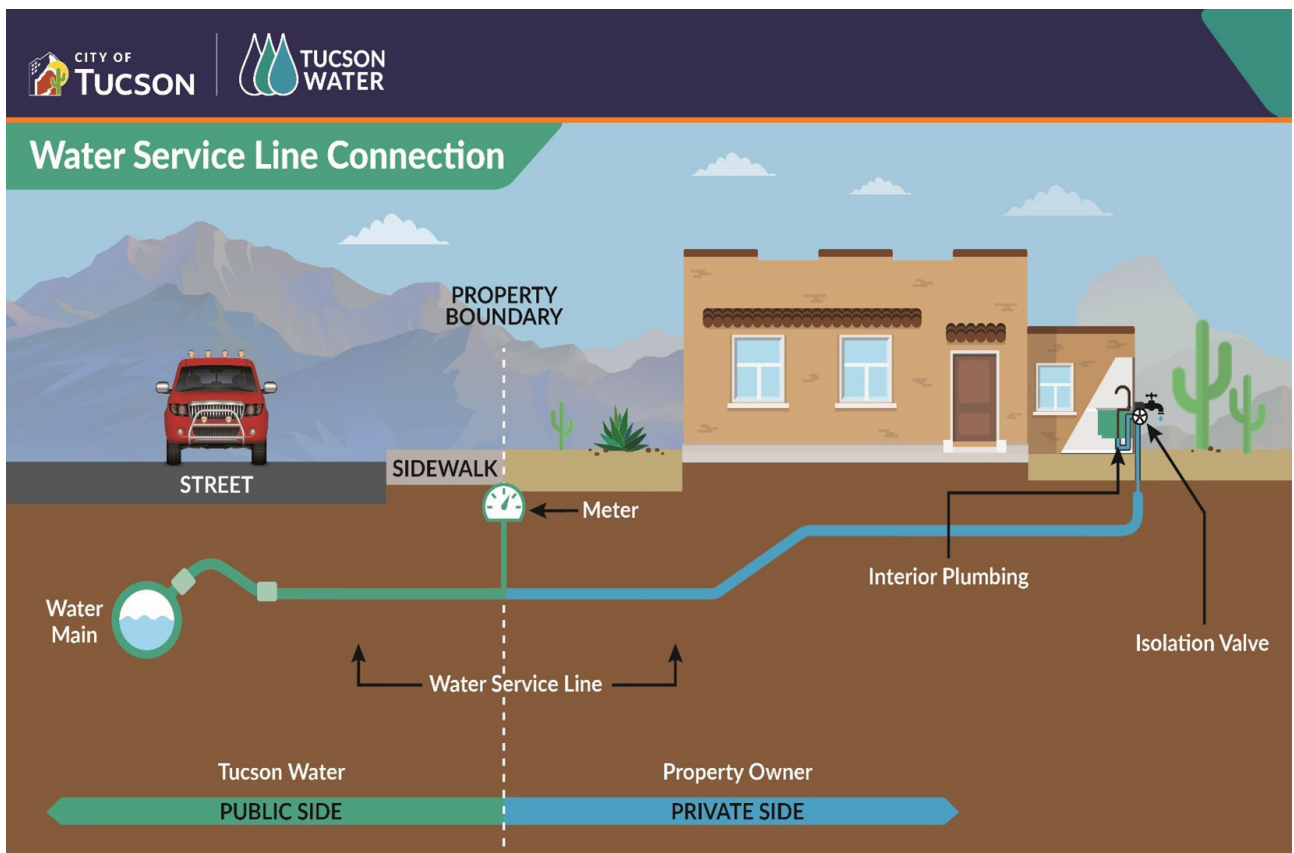 CITY OF
TUCSON
TUCSON
WATER
Water Service Line Connection
PROPERTY
BOUNDARY
STREET
SIDEWALK
Meter
Water
Main
Interior Plumbing
Isolation Valve
Water Service Line
Tucson Water
Property Owner
PUBLIC SIDE
PRIVATE SIDE